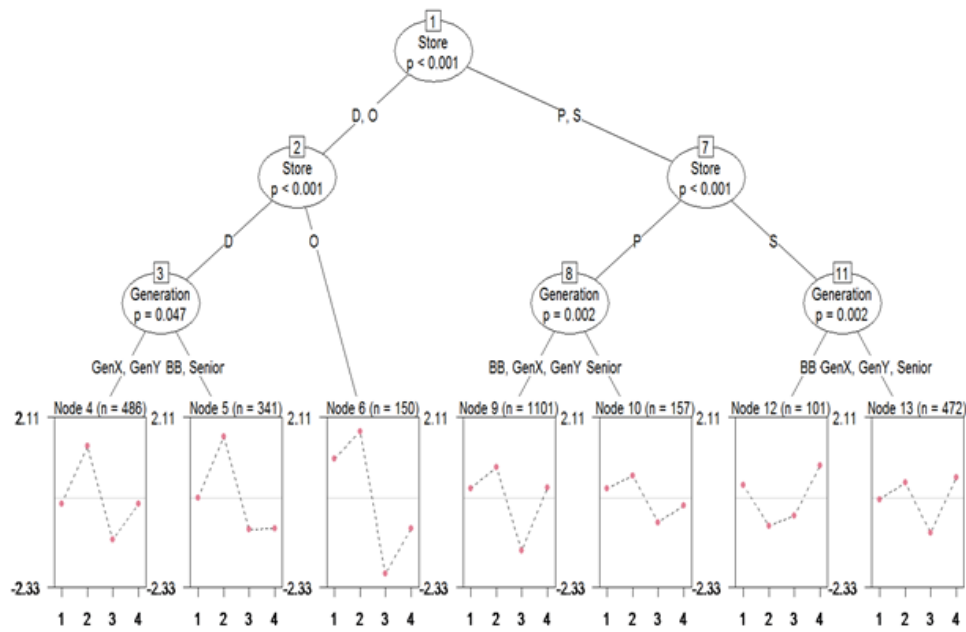 1
Store
p < 0.001
D, O
P, S
2
Store
p < 0.001
7
Store
p < 0.001
D
O
P
S
3
Generation
p = 0.047
8
Generation
p = 0.002
11
Generation
p = 0.002
GenX, GenY BB, Senior
BB, GenX, GenY Senior
BB GenX, GenY, Senior
Node 4 (n = 486)
Node 5 (n = 341)
Node 6 (n = 150)
Node 9 (n = 1101)
Node 10 (n = 157)
Node 12 (n = 101)
Node 13 (n = 472)
2.11 2.11 2.11 2.11 2.11 2.11 2.11
-2.33 -2.33 -2.33 -2.33 -2.33 -2.33 -2.33
1 2 3 4 1 2 3 4 1 2 3 4 1 2 3 4 1 2 3 4 1 2 3 4 1 2 3 4